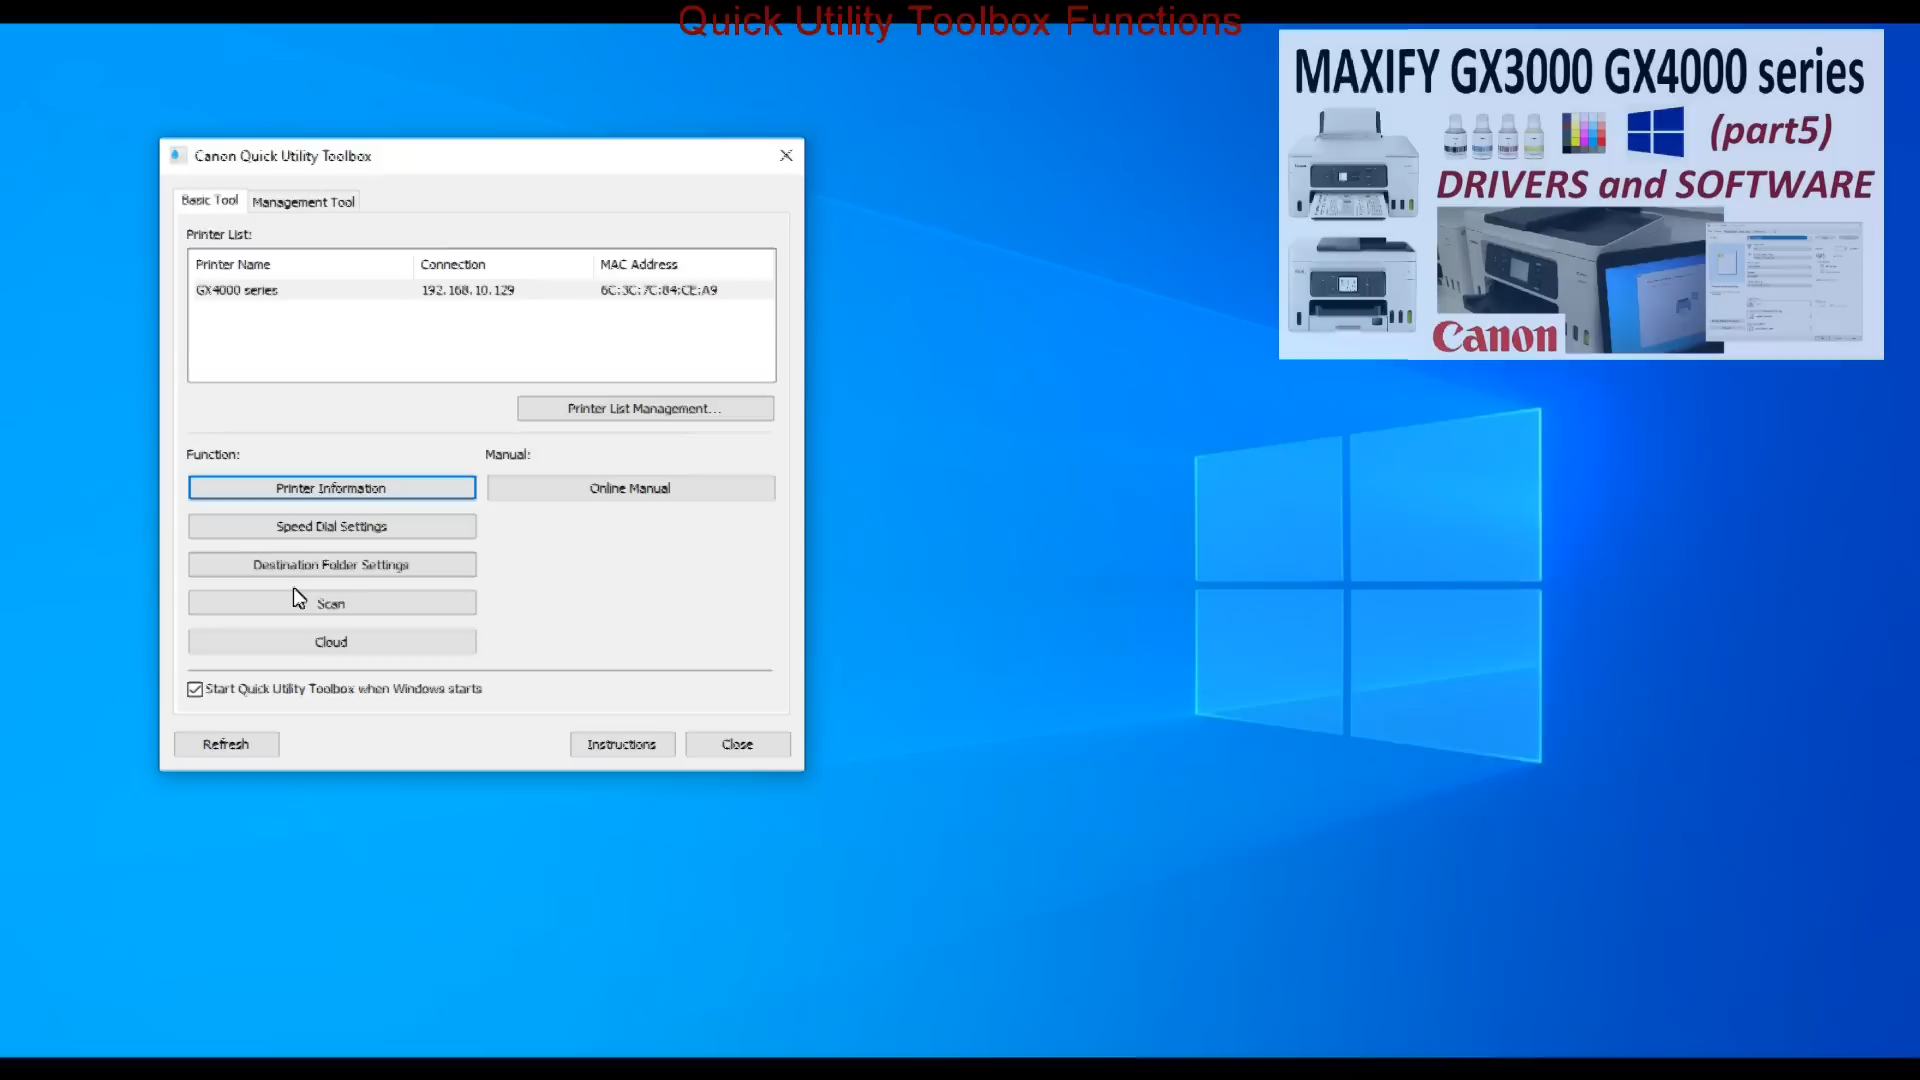 Quick Utility Toolbox Functions
MAXIFY GX3000 GX4000 series
(part5)
DRIVERS and SOFTWARE
Canon
Canon Quick Utility Toolbox
Basic Tool Management Tool
Printer List:
Printer Name Connection MAC Address
GX4000 series 192.168.10.129 6C:3C:7C:84:CE:A9
Printer List Management...
Function: Manual:
Printer Information Online Manual
Speed Dial Settings
Destination Folder Settings
Scan
Cloud
Start Quick Utility Toolbox when Windows starts
Refresh Instructions Close